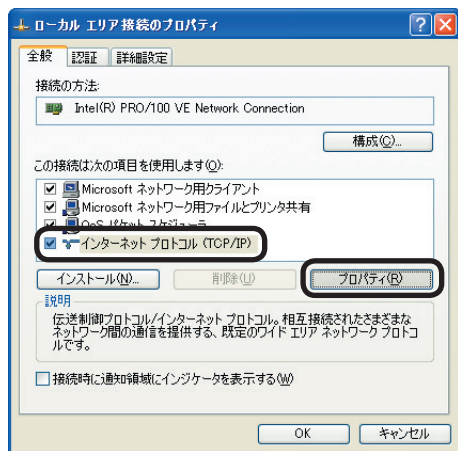 ローカル エリア接続のプロパティ
全般 認証 詳細設定
接続の方法:
Intel(R) PRO/100 VE Network Connection
構成(C)...
この接続は次の項目を使用します(O):
Microsoft ネットワーク用クライアント
Microsoft ネットワーク用ファイルとプリンタ共有
QoS パケット スケジューラ
インターネット プロトコル (TCP/IP)
インストール(N)... 削除(U) プロパティ(R)
説明
伝送制御プロトコル/インターネット プロトコル。相互接続されたさまざまな
ネットワーク間の通信を提供する、既定のワイド エリア ネットワーク プロトコ
ルです。
接続時に通知領域にインジケータを表示する(W)
OK キャンセル